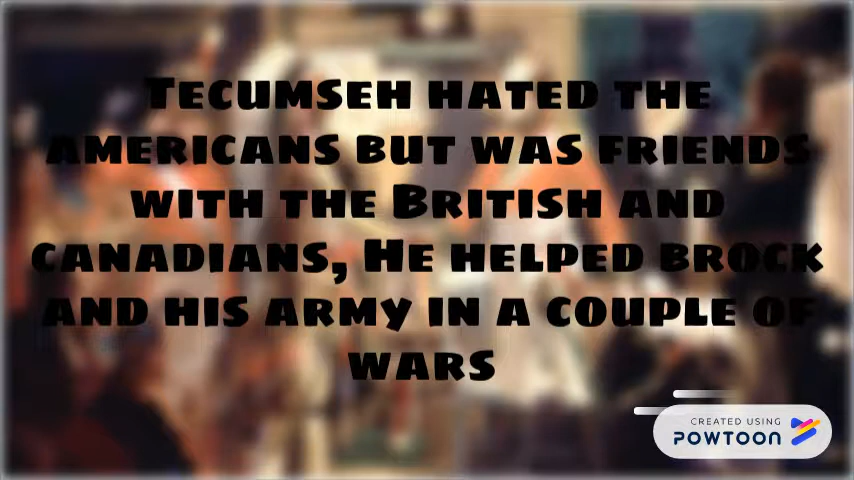 Tecumseh hated the
americans but was friends
with the British and
canadians, He helped brock
and his army in a couple of
wars
CREATED USING
POWTOON